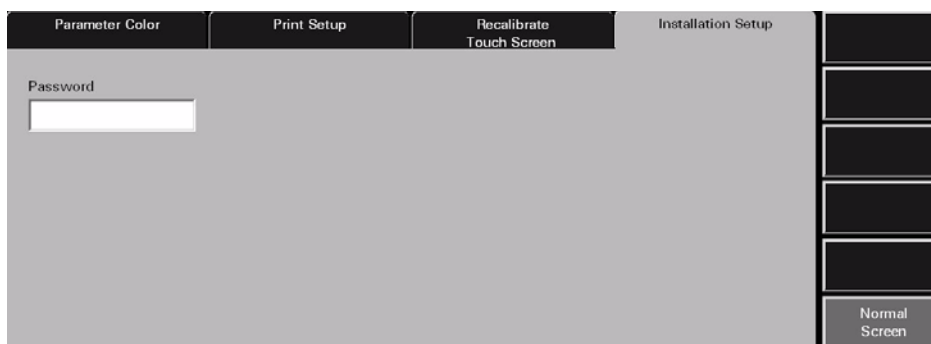 Parameter Color
Print Setup
Recalibrate
Touch Screen
Installation Setup
Password
Normal
Screen